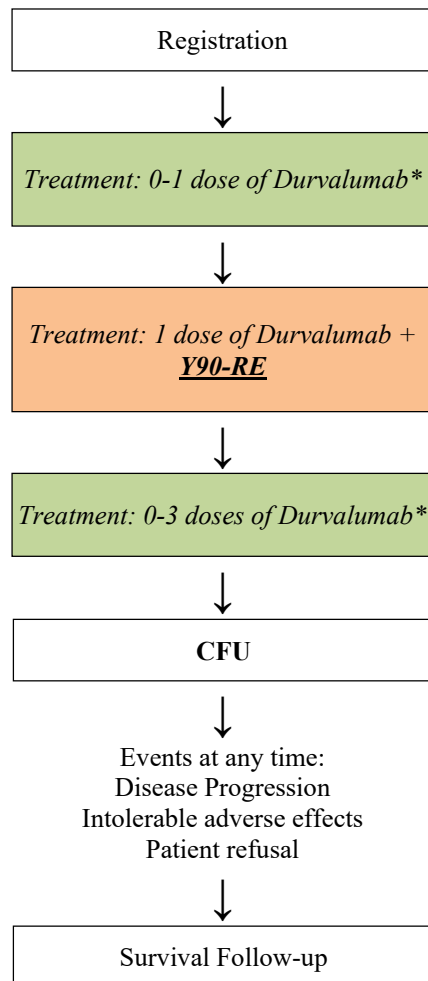 Registration
Treatment: 0-1 dose of Durvalumab*
Treatment: 1 dose of Durvalumab +
Y90-RE
Treatment: 0-3 doses of Durvalumab*
CFU
Events at any time:
Disease Progression
Intolerable adverse effects
Patient refusal
Survival Follow-up